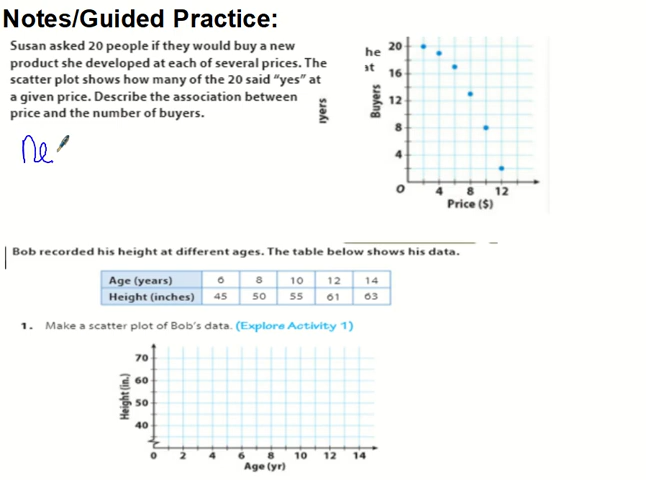 Notes/Guided Practice:
Susan asked 20 people if they would buy a new
product she developed at each of several prices. The
scatter plot shows how many of the 20 said “yes” at
a given price. Describe the association between
price and the number of buyers.
ne
he
at
iyers
Buyers
20
16
12
8
4
0
4 8 12
Price ($)
Bob recorded his height at different ages. The table below shows his data.
Age (years) 6 8 10 12 14
Height (inches) 45 50 55 61 63
1. Make a scatter plot of Bob’s data. (Explore Activity 1)
Height (in.)
70
60
50
40
0 2 4 6 8 10 12 14
Age (yr)